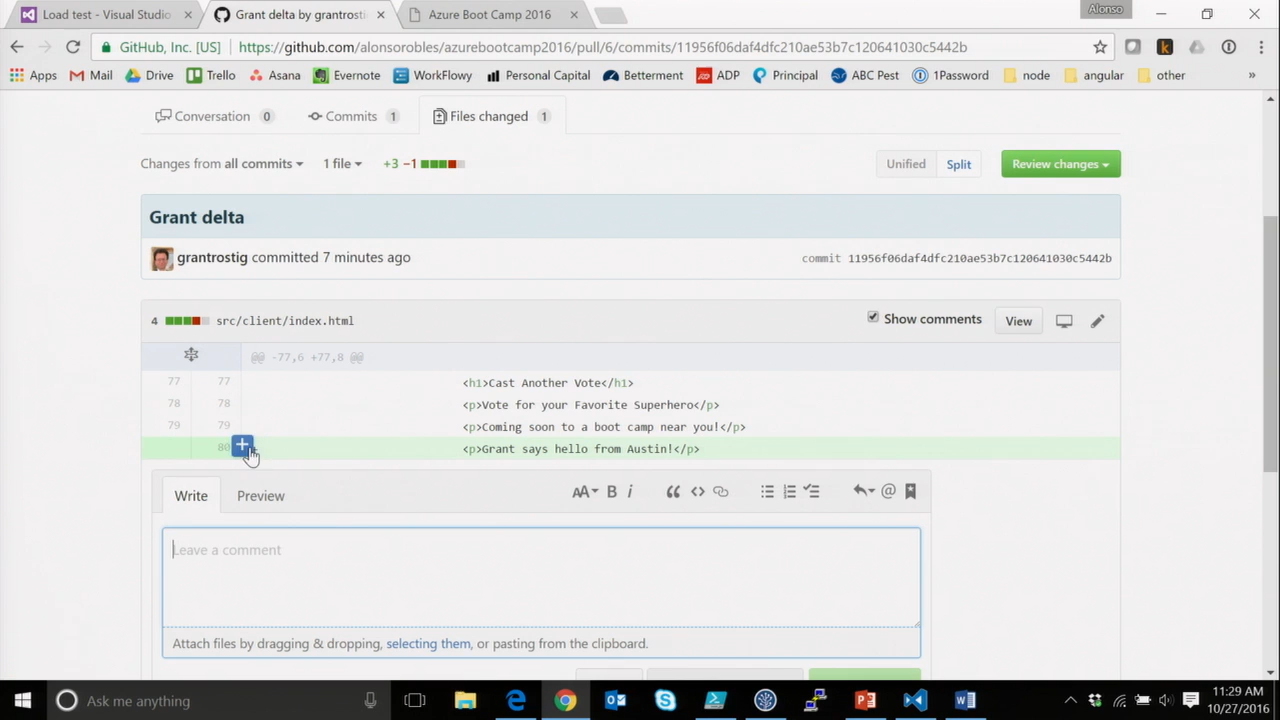 Load test - Visual Studio
Grant delta by grantrosti
Azure Boot Camp 2016
Alonso
GitHub, Inc. [US]
https://github.com/alonsorobles/azurebootcamp2016/pull/6/commits/11956f06daf4dfc210ae53b7c120641030c5442b
Apps Mail Drive Trello Asana Evernote WorkFlowy Personal Capital Betterment ADP Principal ABC Pest 1Password node angular other »
Conversation 0 Commits 1 Files changed 1
Changes from all commits 1 file +3 −1 Unified Split Review changes
Grant delta
grantrostig committed 7 minutes ago commit 11956f06daf4dfc210ae53b7c120641030c5442b
4 src/client/index.html Show comments View
@@ -77,6 +77,8 @@
77 77 <h1>Cast Another Vote</h1>
78 78 <p>Vote for your Favorite Superhero</p>
79 79 <p>Coming soon to a boot camp near you!</p>
80 <p>Grant says hello from Austin!</p>
Write Preview AA B i
Leave a comment
Attach files by dragging & dropping, selecting them, or pasting from the clipboard.
Ask me anything
11:29 AM
10/27/2016